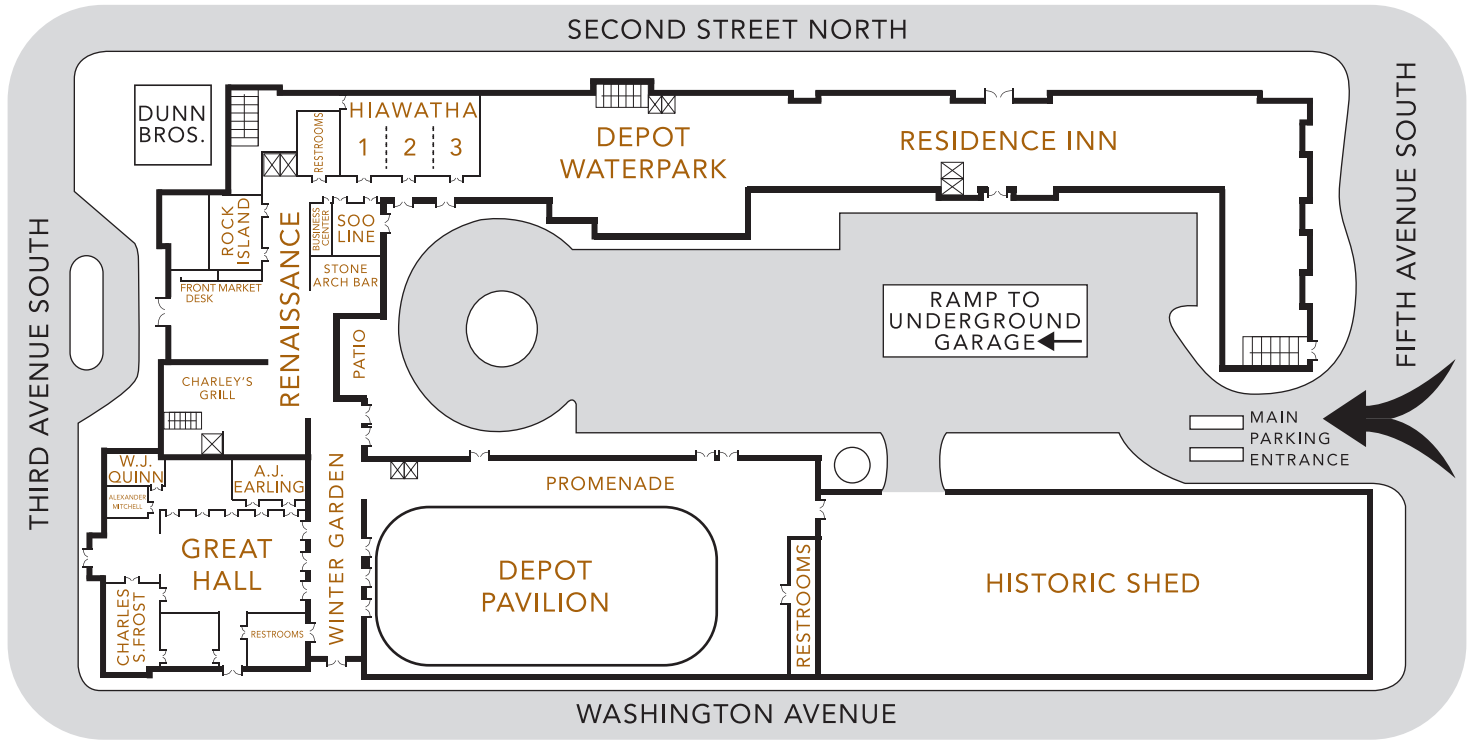 SECOND STREET NORTH
DUNN
BROS.
HIAWATHA
1 2 3
RESTROOMS
DEPOT
WATERPARK
RESIDENCE INN
FIFTH AVENUE SOUTH
THIRD AVENUE SOUTH
ROCK
ISLAND
RENAISSANCE
BUSINESS
CENTER
SOO
LINE
STONE
ARCH BAR
FRONT
DESK
MARKET
PATIO
RAMP TO
UNDERGROUND
GARAGE
CHARLEY'S
GRILL
MAIN
PARKING
ENTRANCE
W.J.
QUINN
ALEXANDER
MITCHELL
A.J.
EARLING
WINTER GARDEN
PROMENADE
GREAT
HALL
DEPOT
PAVILION
RESTROOMS
HISTORIC SHED
CHARLES
S.FROST
RESTROOMS
WASHINGTON AVENUE